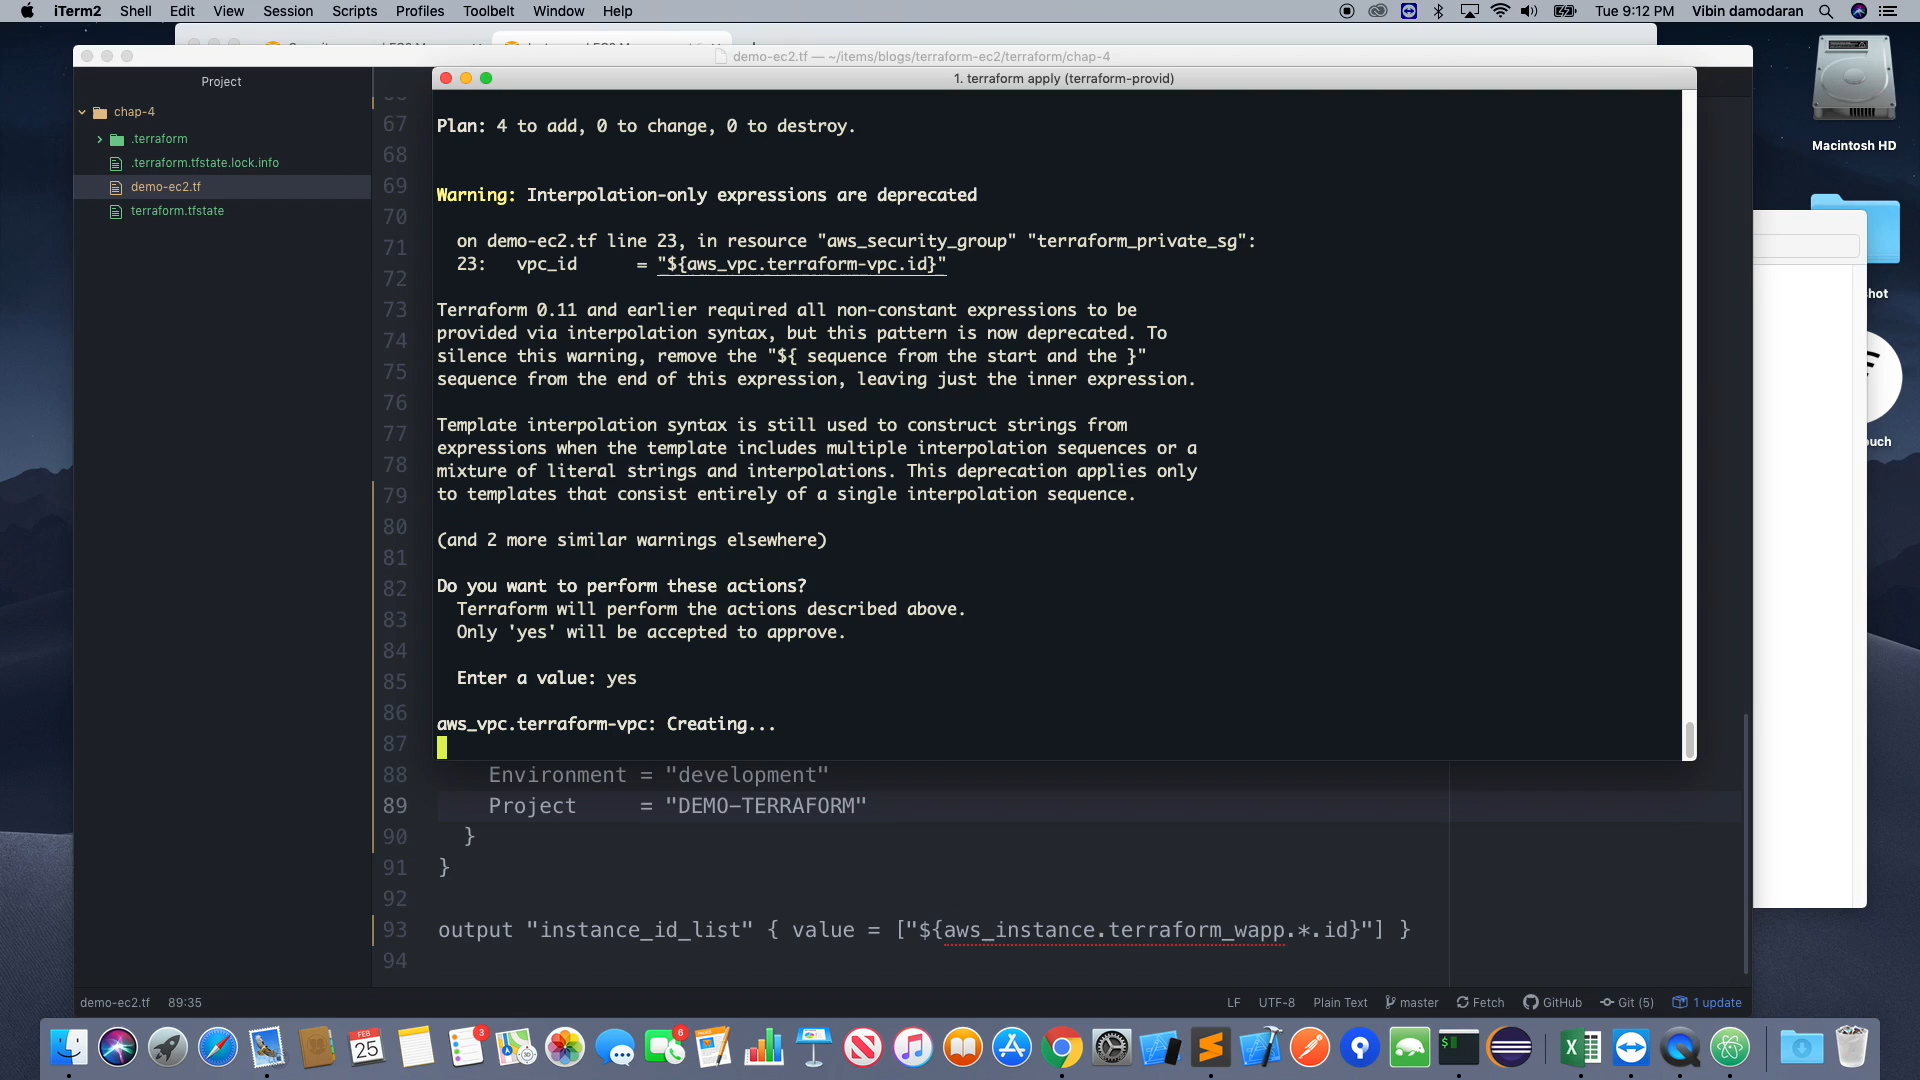 iTerm2 Shell Edit View Session Scripts Profiles Toolbelt Window Help
Tue 9:12 PM Vibin damodaran
demo-ec2.tf — ~/items/blogs/terraform-ec2/terraform/chap-4
1. terraform apply (terraform-provid)
Project
chap-4
.terraform
.terraform.tfstate.lock.info
demo-ec2.tf
terraform.tfstate
67
68
69
70
71
72
73
74
75
76
77
78
79
80
81
82
83
84
85
86
87
Plan: 4 to add, 0 to change, 0 to destroy.
Warning: Interpolation-only expressions are deprecated
on demo-ec2.tf line 23, in resource "aws_security_group" "terraform_private_sg":
23: vpc_id = "${aws_vpc.terraform-vpc.id}"
Terraform 0.11 and earlier required all non-constant expressions to be
provided via interpolation syntax, but this pattern is now deprecated. To
silence this warning, remove the "${ sequence from the start and the }"
sequence from the end of this expression, leaving just the inner expression.
Template interpolation syntax is still used to construct strings from
expressions when the template includes multiple interpolation sequences or a
mixture of literal strings and interpolations. This deprecation applies only
to templates that consist entirely of a single interpolation sequence.
(and 2 more similar warnings elsewhere)
Do you want to perform these actions?
Terraform will perform the actions described above.
Only 'yes' will be accepted to approve.
Enter a value: yes
aws_vpc.terraform-vpc: Creating...
88 Environment = "development"
89 Project = "DEMO-TERRAFORM"
90 }
91 }
92
93 output "instance_id_list" { value = ["${aws_instance.terraform_wapp.*.id}"] }
94
demo-ec2.tf 89:35
LF UTF-8 Plain Text master Fetch GitHub Git (5) 1 update
Macintosh HD
hot
uch
FEB
25
3
6